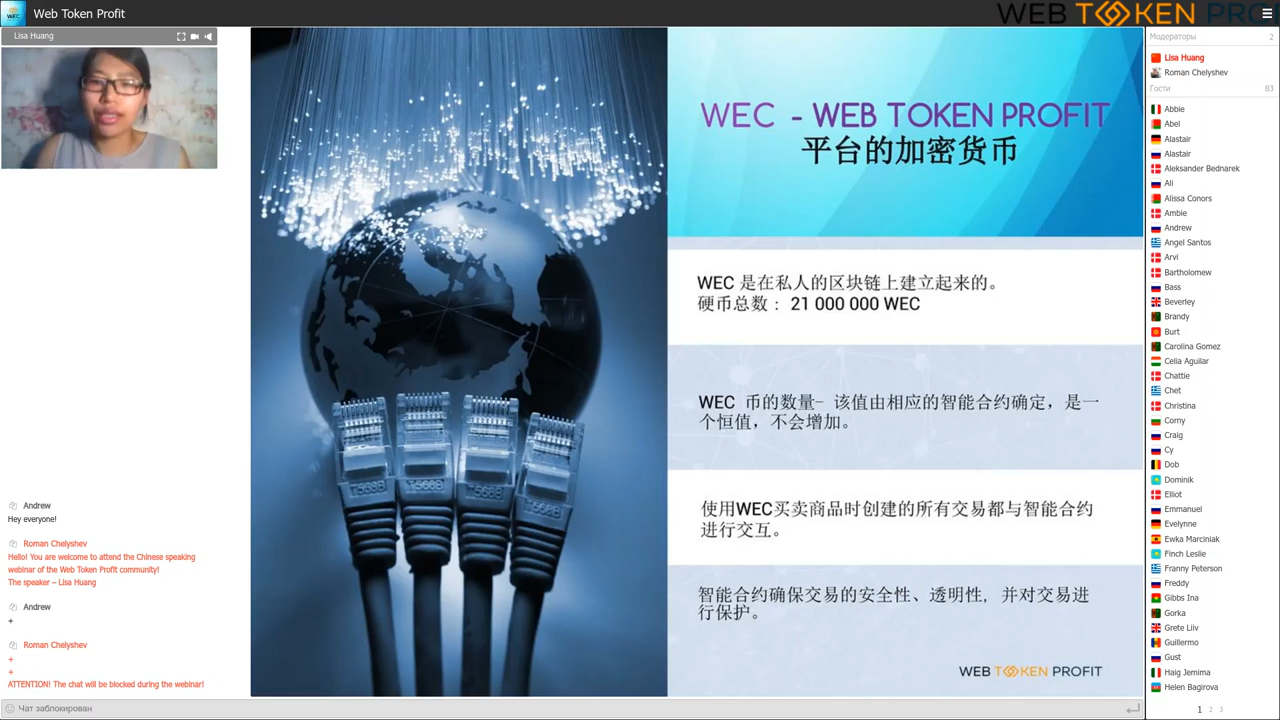 WEC
Web Token Profit
WEB TOKEN PRO
Lisa Huang
Andrew
Hey everyone!
Roman Chelyshev
Hello! You are welcome to attend the Chinese speaking
webinar of the Web Token Profit community!
The speaker – Lisa Huang
Andrew
+
Roman Chelyshev
+
+
ATTENTION! The chat will be blocked during the webinar!
Чат заблокирован
WEC -WEB TOKEN PROFIT
平台的加密货币
WEC 是在私人的区块链上建立起来的。
硬币总数： 21 000 000 WEC
WEC 币的数量– 该值由相应的智能合约确定，是一
个恒值，不会增加。
使用WEC买卖商品时创建的所有交易都与智能合约
进行交互。
智能合约确保交易的安全性、透明性，并对交易进
行保护。
WEB TOKEN PROFIT
T568B
T568B
Модераторы 2
Lisa Huang
Roman Chelyshev
Гости 83
Abbie
Abel
Alastair
Alastair
Aleksander Bednarek
Ali
Alissa Conors
Ambie
Andrew
Angel Santos
Arvi
Bartholomew
Bass
Beverley
Brandy
Burt
Carolina Gomez
Celia Aguilar
Chattie
Chet
Christina
Corny
Craig
Cy
Dob
Dominik
Elliot
Emmanuel
Evelynne
Ewka Marciniak
Finch Leslie
Franny Peterson
Freddy
Gibbs Ina
Gorka
Grete Liiv
Guillermo
Gust
Haig Jemima
Helen Bagirova
1 2 3